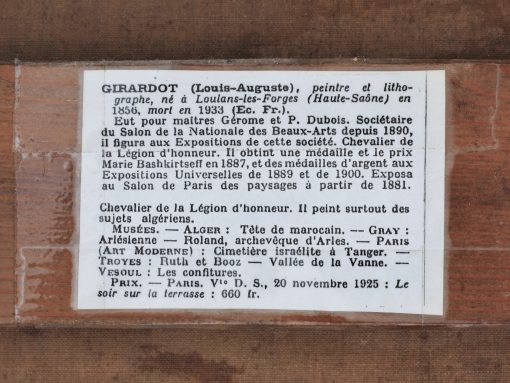 GIRARDOT (Louis-Auguste), peintre et litho-
graphe, né à Loulans-les-Forges (Haute-Saône) en
1856, mort en 1933 (Ec. Fr.).
Eut pour maîtres Gérome et P. Dubois. Sociétaire
du Salon de la Nationale des Beaux-Arts depuis 1890,
il figura aux Expositions de cette société. Chevalier de
la Légion d'honneur. Il obtint une médaille et le prix
Marie Bashkirtseff en 1887, et des médailles d'argent aux
Expositions Universelles de 1889 et de 1900. Exposa
au Salon de Paris des paysages à partir de 1881.
Chevalier de la Légion d'honneur. Il peint surtout des
sujets algériens.
MUSÉES. — ALGER : Tête de marocain. — GRAY :
Arlésienne — Roland, archevêque d'Arles. — PARIS
(ART MODERNE) : Cimetière israélite à Tanger. —
TROYES : Ruth et Booz — Vallée de la Vanne. —
VESOUL : Les confitures.
PRIX. — PARIS. Vte D. S., 20 novembre 1925 : Le
soir sur la terrasse : 660 fr.